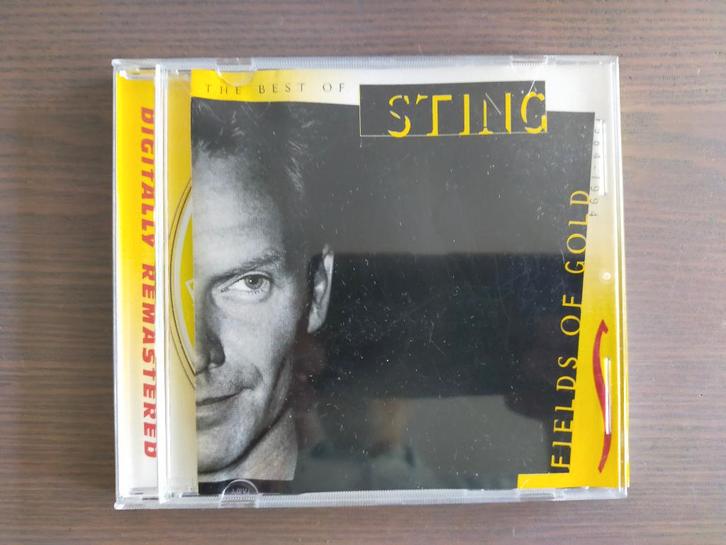 THE BEST OF
STING
1984-1994
FIELDS OF GOLD
DIGITALLY REMASTERED